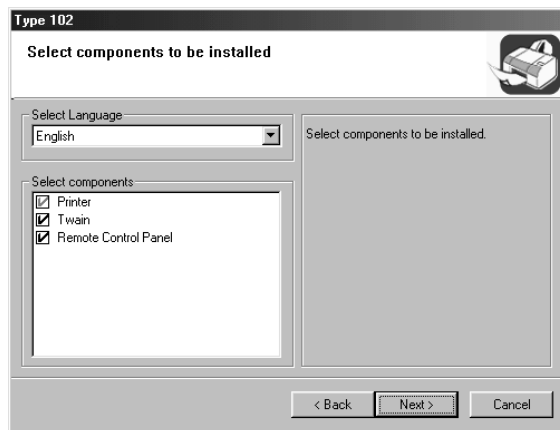 Type 102
Select components to be installed
Select Language
English
Select components to be installed.
Select components
Printer
Twain
Remote Control Panel
< Back
Next >
Cancel